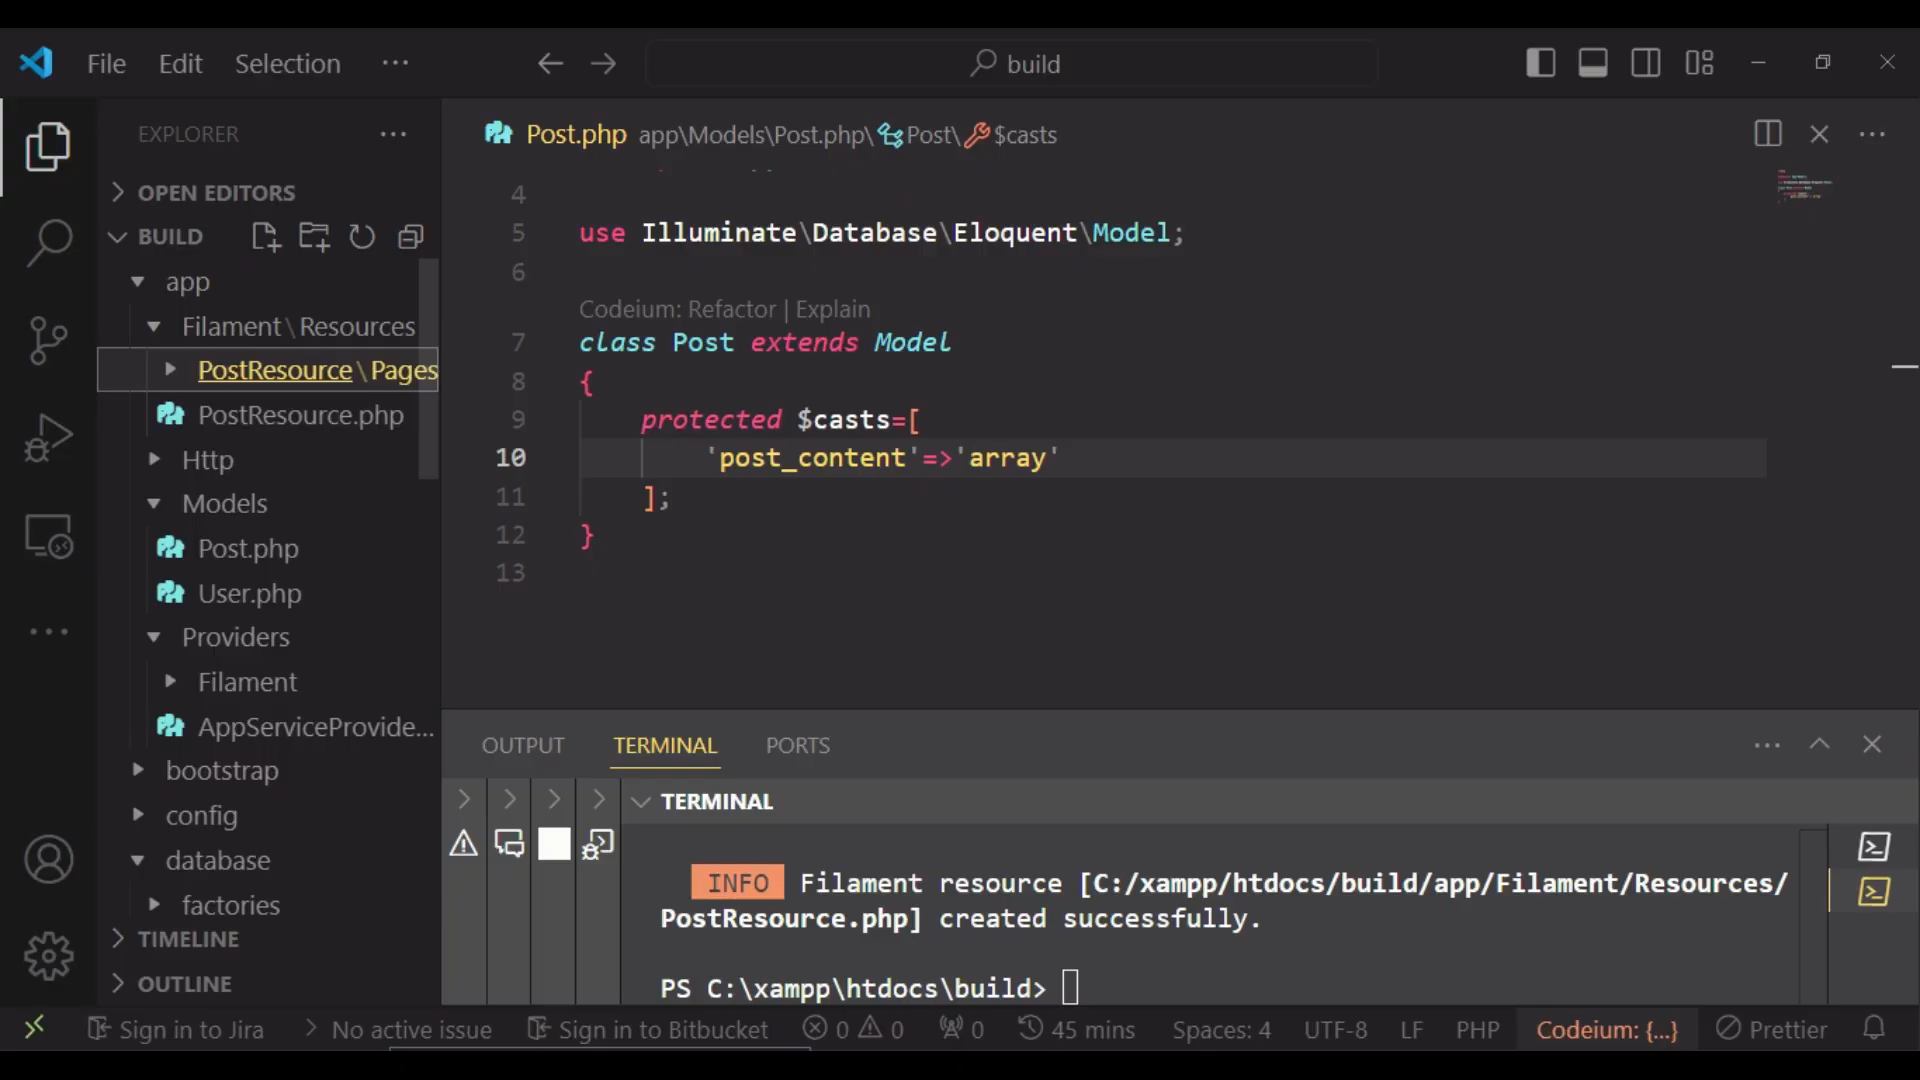 File Edit Selection ··· build
EXPLORER ···
OPEN EDITORS
BUILD
app
Filament\Resources
PostResource\Pages
PostResource.php
Http
Models
Post.php
User.php
Providers
Filament
AppServiceProvide...
bootstrap
config
database
factories
TIMELINE
OUTLINE
Post.php app\Models\Post.php\Post\$casts
4
5 use Illuminate\Database\Eloquent\Model;
6
Codeium: Refactor | Explain
7 class Post extends Model
8 {
9 protected $casts=[
10 'post_content'=>'array'
11 ];
12 }
13
OUTPUT TERMINAL PORTS
TERMINAL
INFO Filament resource [C:/xampp/htdocs/build/app/Filament/Resources/
PostResource.php] created successfully.
PS C:\xampp\htdocs\build>
Sign in to Jira No active issue Sign in to Bitbucket 0 0 0 45 mins Spaces: 4 UTF-8 LF PHP Codeium: {...} Prettier